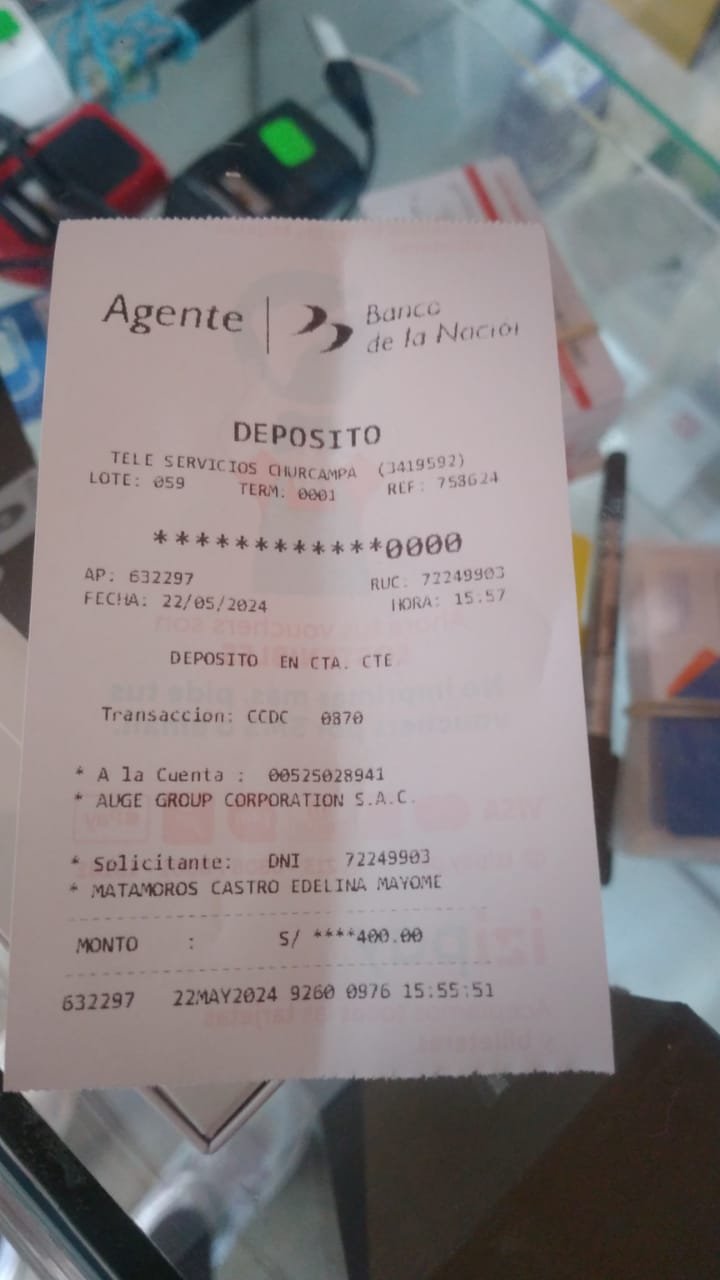 Agente
Banco
de la Nación
DEPOSITO
TELE SERVICIOS CHURCAMPA (3419592)
LOTE: 059 TERM: 0001 REF: 758624
************0000
AP: 632297 RUC: 72249903
FECHA: 22/05/2024 HORA: 15:57
DEPOSITO EN CTA. CTE
Transaccion: CCDC 0870
* A la Cuenta : 00525028941
* AUGE GROUP CORPORATION S.A.C.
* Solicitante: DNI 72249903
* MATAMOROS CASTRO EDELINA MAYOME
MONTO : S/ ****400.00
632297 22MAY2024 9260 0976 15:55:51